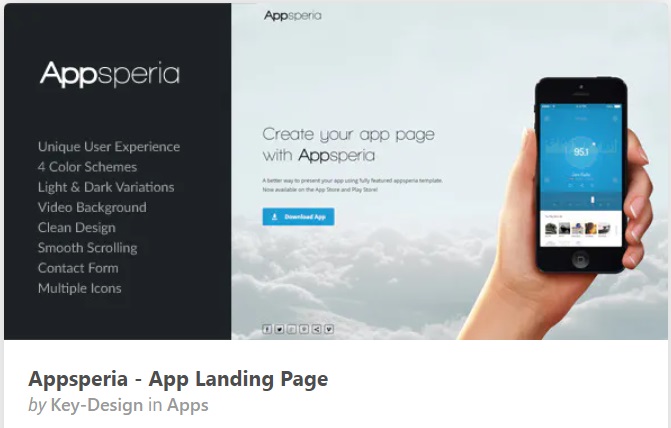 Appsperia
Unique User Experience
4 Color Schemes
Light & Dark Variations
Video Background
Clean Design
Smooth Scrolling
Contact Form
Multiple Icons
Appsperia
Create your app page
with Appsperia
A better way to present your app using fully featured appsperia template.
Now available on the App Store and Play Store!
Download App
95.1
Appsperia - App Landing Page
by Key-Design in Apps